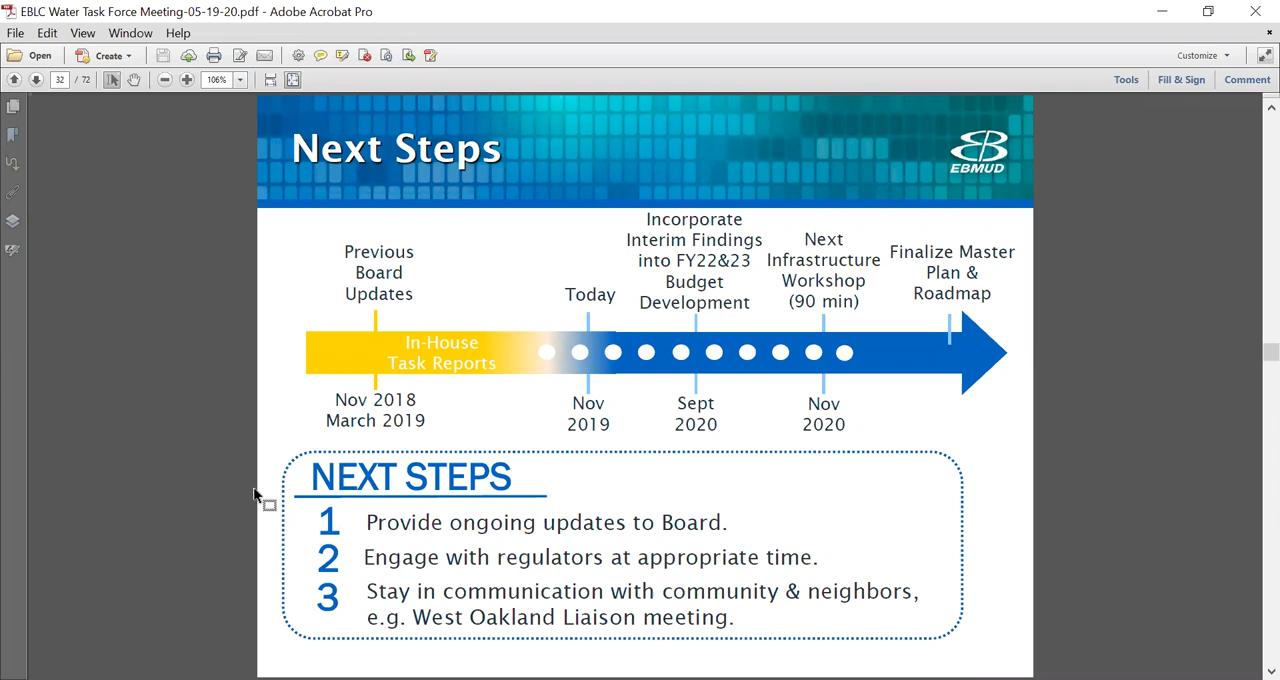 EBLC Water Task Force Meeting-05-19-20.pdf - Adobe Acrobat Pro
File Edit View Window Help
Open Create Customize
32 / 72 106% Tools Fill & Sign Comment
Next Steps
EBMUD
Previous
Board
Updates
Today
Incorporate
Interim Findings
into FY22&23
Budget
Development
Next
Infrastructure
Workshop
(90 min)
Finalize Master
Plan &
Roadmap
In-House
Task Reports
Nov 2018
March 2019
Nov
2019
Sept
2020
Nov
2020
NEXT STEPS
1 Provide ongoing updates to Board.
2 Engage with regulators at appropriate time.
3 Stay in communication with community & neighbors,
e.g. West Oakland Liaison meeting.